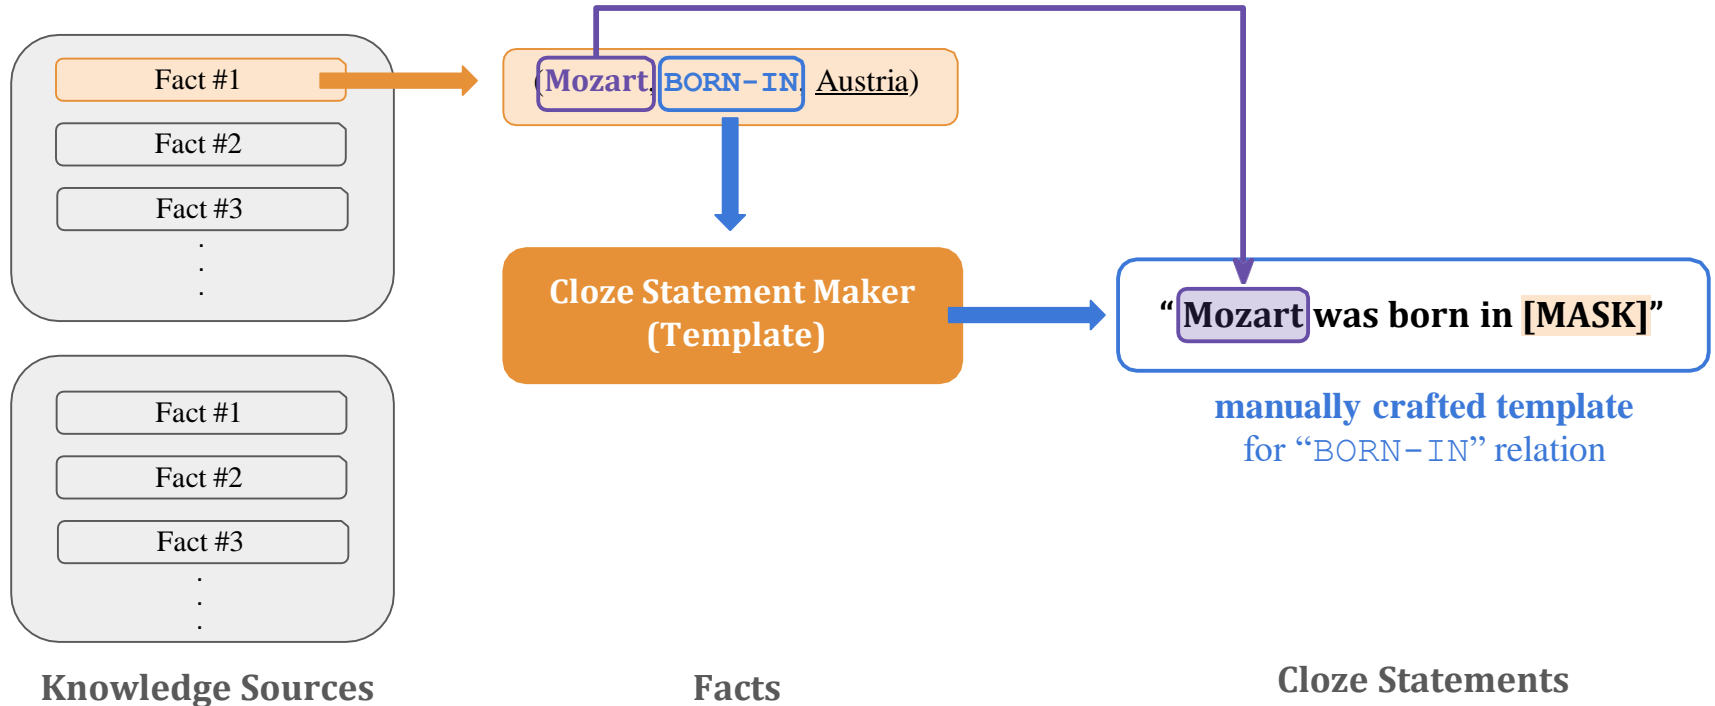 Fact #1
Fact #2
Fact #3
.
.
.
Fact #1
Fact #2
Fact #3
.
.
.
Knowledge Sources
(Mozart, BORN-IN, Austria)
Cloze Statement Maker
(Template)
Facts
“Mozart was born in [MASK]”
manually crafted template
for “BORN-IN” relation
Cloze Statements